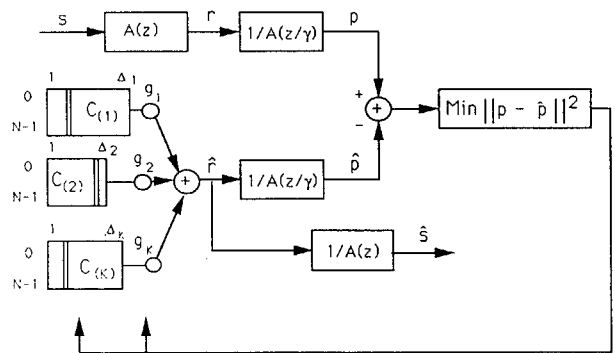 s
A(z)
r
1/A(z/γ)
p
1
Δ1
g1
0
N-1
C(1)
+
+
-
Min ||p - p̂||²
1
Δ2
g2
0
N-1
C(2)
+
r̂
1/A(z/γ)
p̂
1
ΔK
gK
0
N-1
C(K)
1/A(z)
ŝ